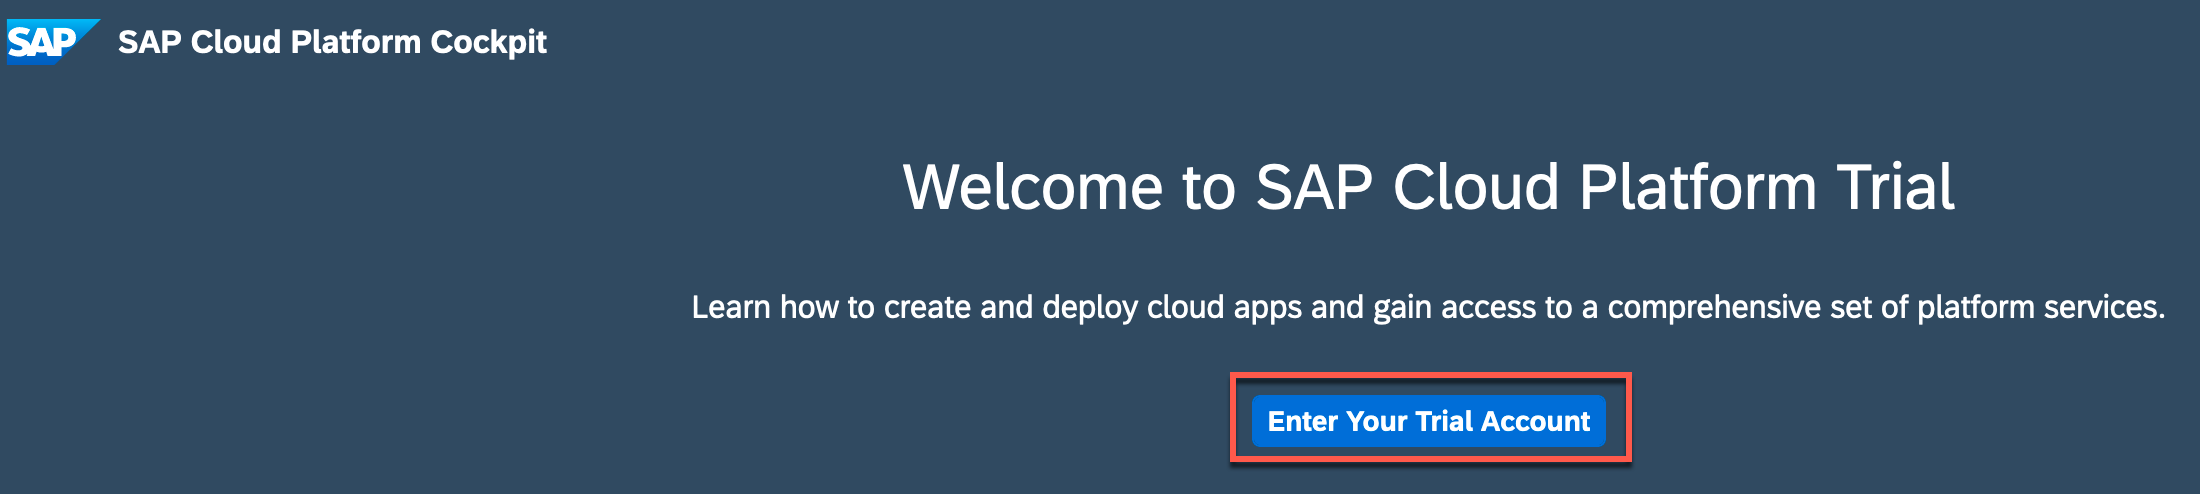 SAP SAP Cloud Platform Cockpit
Welcome to SAP Cloud Platform Trial
Learn how to create and deploy cloud apps and gain access to a comprehensive set of platform services.
Enter Your Trial Account